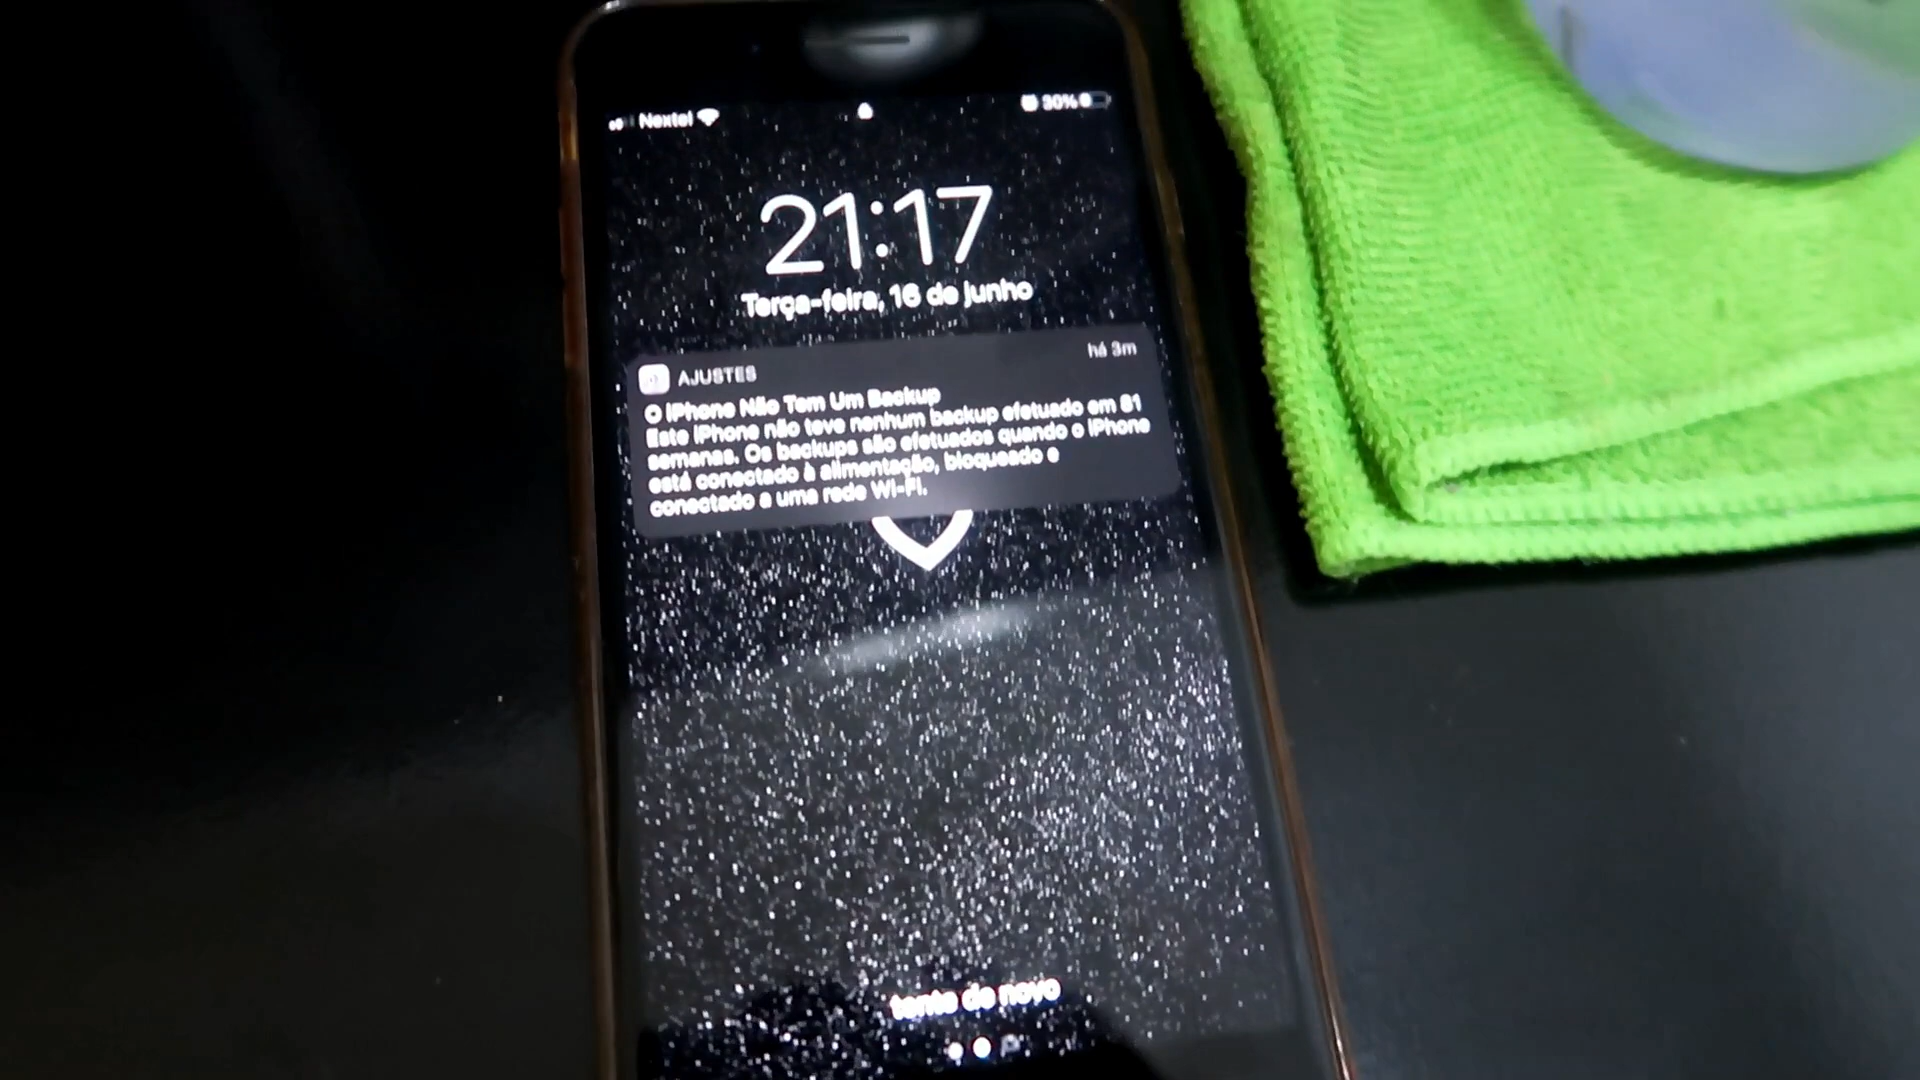 Nextel 30%
21:17
Terça-feira, 16 de junho
AJUSTES há 3m
O iPhone Não Tem Um Backup
Este iPhone não teve nenhum backup efetuado em 81
semanas. Os backups são efetuados quando o iPhone
está conectado à alimentação, bloqueado e
conectado a uma rede Wi-Fi.
tente de novo